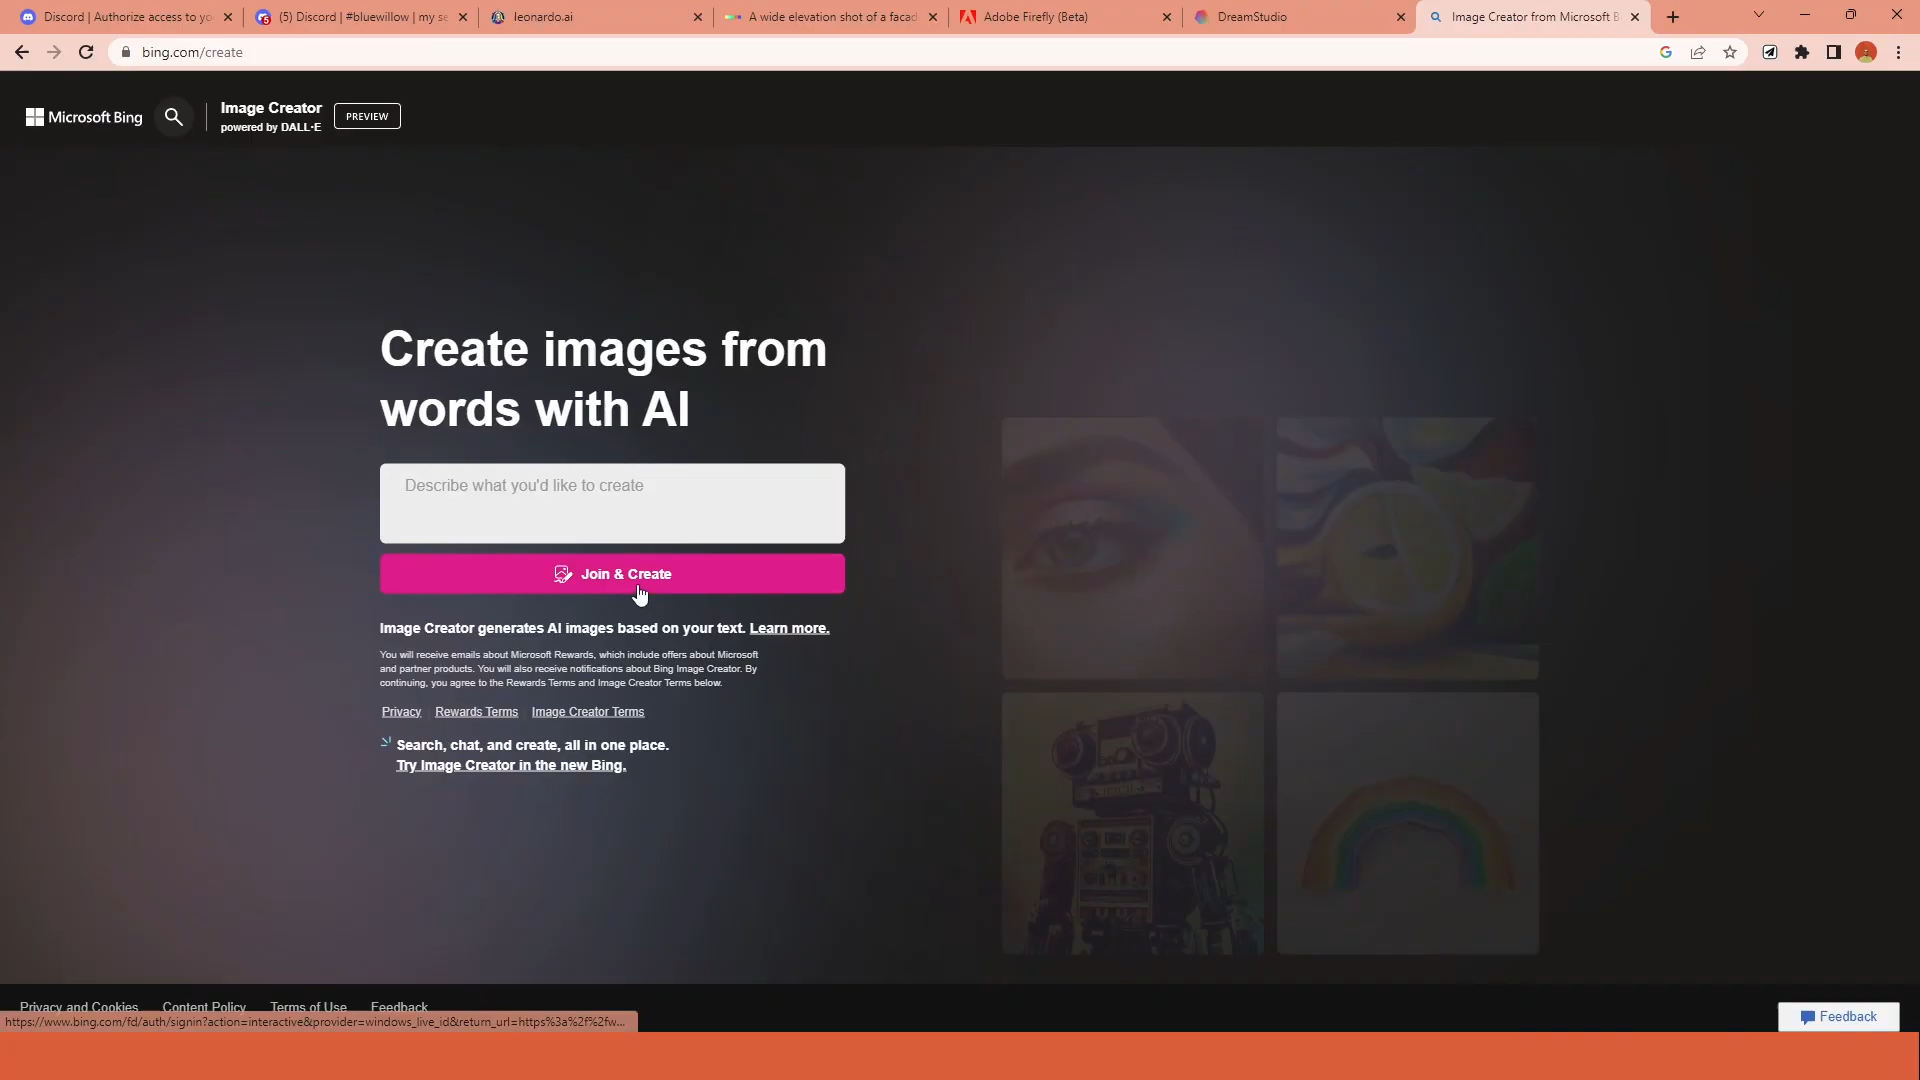 Discord | Authorize access to yo
(5) Discord | #bluewillow | my se
leonardo.ai
A wide elevation shot of a facad
Adobe Firefly (Beta)
DreamStudio
Image Creator from Microsoft B
bing.com/create
Microsoft Bing
Image Creator
powered by DALL·E
PREVIEW
Create images from
words with AI
Describe what you'd like to create
Join & Create
Image Creator generates AI images based on your text. Learn more.
You will receive emails about Microsoft Rewards, which include offers about Microsoft
and partner products. You will also receive notifications about Bing Image Creator. By
continuing, you agree to the Rewards Terms and Image Creator Terms below.
Privacy Rewards Terms Image Creator Terms
Search, chat, and create, all in one place.
Try Image Creator in the new Bing.
Privacy and Cookies Content Policy Terms of Use Feedback
https://www.bing.com/fd/auth/signin?action=interactive&provider=windows_live_id&return_url=https%3a%2f%2fw...
Feedback